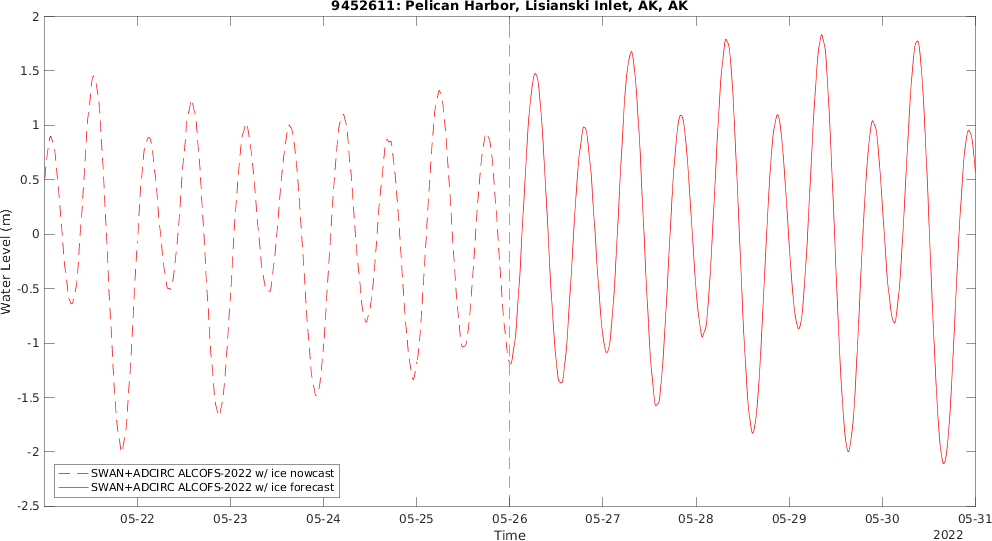 9452611: Pelican Harbor, Lisianski Inlet, AK, AK
2
1.5
1
0.5
0
-0.5
-1
-1.5
-2
-2.5
Water Level (m)
SWAN+ADCIRC ALCOFS-2022 w/ ice nowcast
SWAN+ADCIRC ALCOFS-2022 w/ ice forecast
05-22 05-23 05-24 05-25 05-26 05-27 05-28 05-29 05-30 05-31
Time
2022